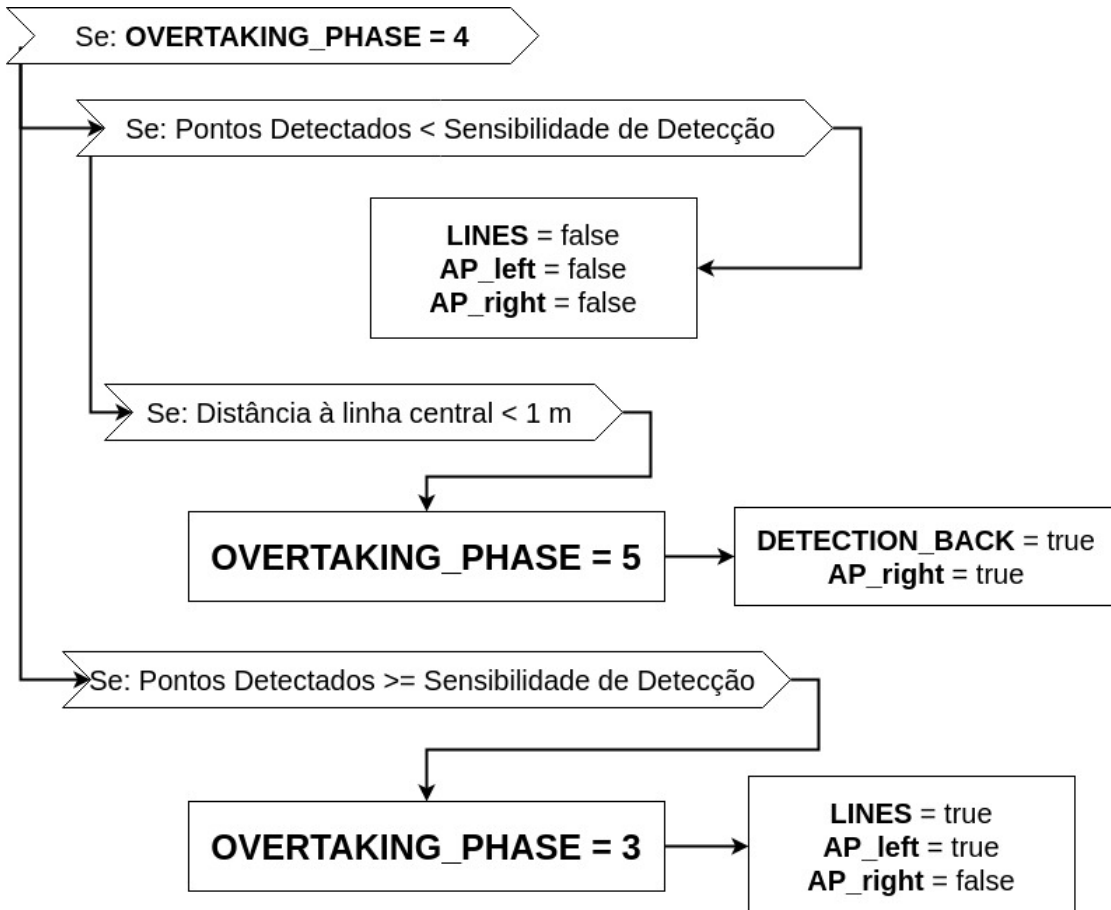 Se: OVERTAKING_PHASE = 4
Se: Pontos Detectados < Sensibilidade de Detecção
LINES = false
AP_left = false
AP_right = false
Se: Distância à linha central < 1 m
OVERTAKING_PHASE = 5
DETECTION_BACK = true
AP_right = true
Se: Pontos Detectados >= Sensibilidade de Detecção
OVERTAKING_PHASE = 3
LINES = true
AP_left = true
AP_right = false